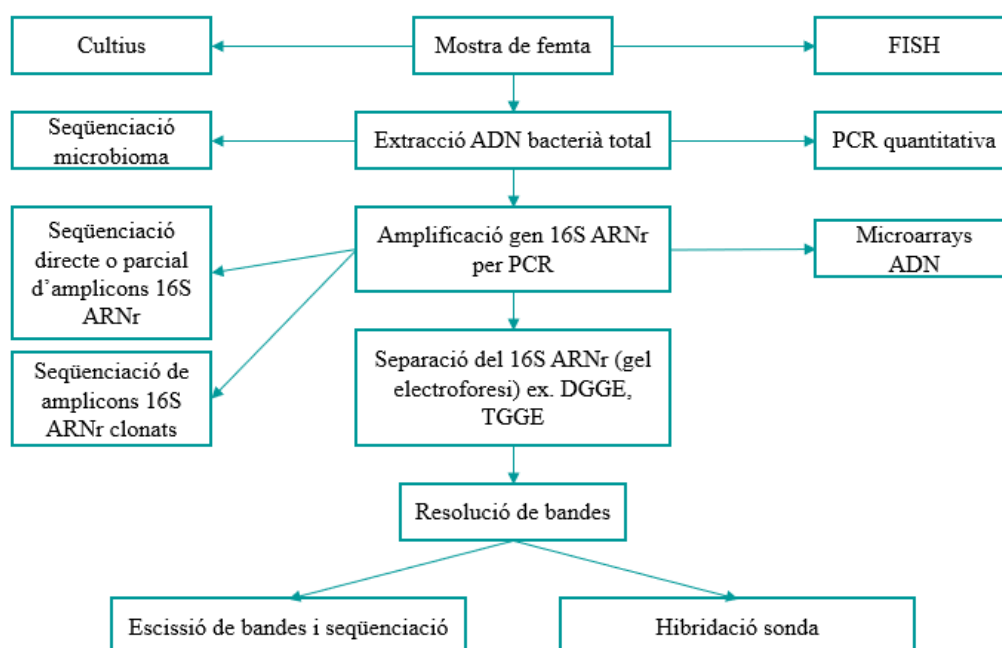 Cultius
Mostra de femta
FISH
Seqüenciació
microbioma
Extracció ADN bacterià total
PCR quantitativa
Seqüenciació
directe o parcial
d'amplicons 16S
ARNr
Amplificació gen 16S ARNr
per PCR
Microarrays
ADN
Seqüenciació de
amplicons 16S
ARNr clonats
Separació del 16S ARNr (gel
electroforesi) ex. DGGE,
TGGE
Resolució de bandes
Escissió de bandes i seqüenciació
Hibridació sonda